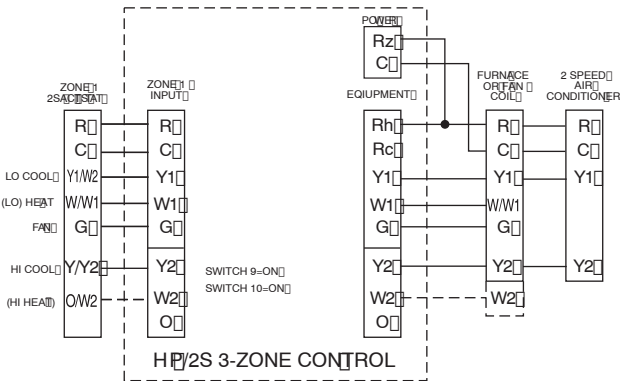 POWER
Rz
C
ZONE 1
2SACTSTAT
ZONE 1
INPUT
EQIUPMENT
FURNACE
OR FAN
COIL
2 SPEED
AIR
CONDITIONER
R
R
Rh
R
R
C
C
Rc
C
C
LO COOL
Y1/W2
Y1
Y1
Y1
Y1
(LO) HEAT
W/W1
W1
W1
W/W1
FAN
G
G
G
G
HI COOL
Y/Y2
Y2
Y2
Y2
Y2
SWITCH 9=ON
SWITCH 10=ON
(HI HEAT)
O/W2
W2
W2
W2
O
O
HP/2S 3-ZONE CONTROL